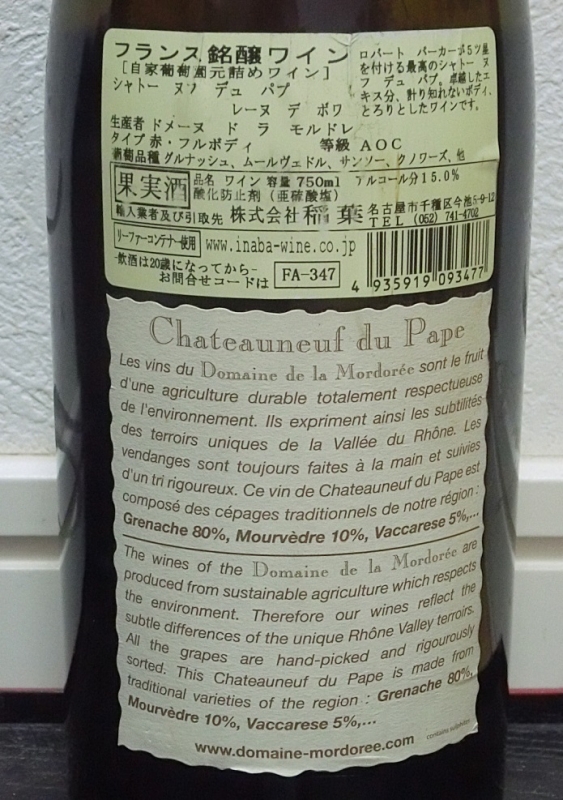 フランス銘醸ワイン
[自家葡萄園元詰めワイン]
シャトー ヌフ デュ パプ
レーヌ デ ボワ
ロバート パーカーが5ツ星
を付ける最高のシャトー ヌ
フ デュ パプ。卓越したエ
キス分、計り知れないボディ、
とろりとしたワインです。
生産者 ドメーヌ ド ラ モルドレ
タイプ 赤・フルボディ 等級 AOC
葡萄品種 グルナッシュ、ムールヴェドル、サンソー、クノワーズ、他
果実酒
品名 ワイン 容量 750ml アルコール分15.0%
酸化防止剤 (亜硫酸塩)
輸入業者及び引取先 株式会社 稲葉
名古屋市千種区今池5-9-12
TEL (052) 741-4702
リーファーコンテナー使用 www.inaba-wine.co.jp
-飲酒は20歳になってから-
お問合せコードは FA-347
4 935919 093477
Chateauneuf du Pape
Les vins du Domaine de la Mordorée sont le fruit
d'une agriculture durable totalement respectueuse
de l'environnement. Ils expriment ainsi les subtilités
des terroirs uniques de la Vallée du Rhône. Les
vendanges sont toujours faites à la main et suivies
d'un tri rigoureux. Ce vin de Chateauneuf du Pape est
composé des cépages traditionnels de notre région :
Grenache 80%, Mourvèdre 10%, Vaccarese 5%,...
The wines of the Domaine de la Mordorée are
produced from sustainable agriculture which respects
the environment. Therefore our wines reflect the
subtle differences of the unique Rhône Valley terroirs.
All the grapes are hand-picked and rigourously
sorted. This Chateauneuf du Pape is made from
traditional varieties of the region : Grenache 80%,
Mourvèdre 10%, Vaccarese 5%,...
www.domaine-mordoree.com
contains sulphites